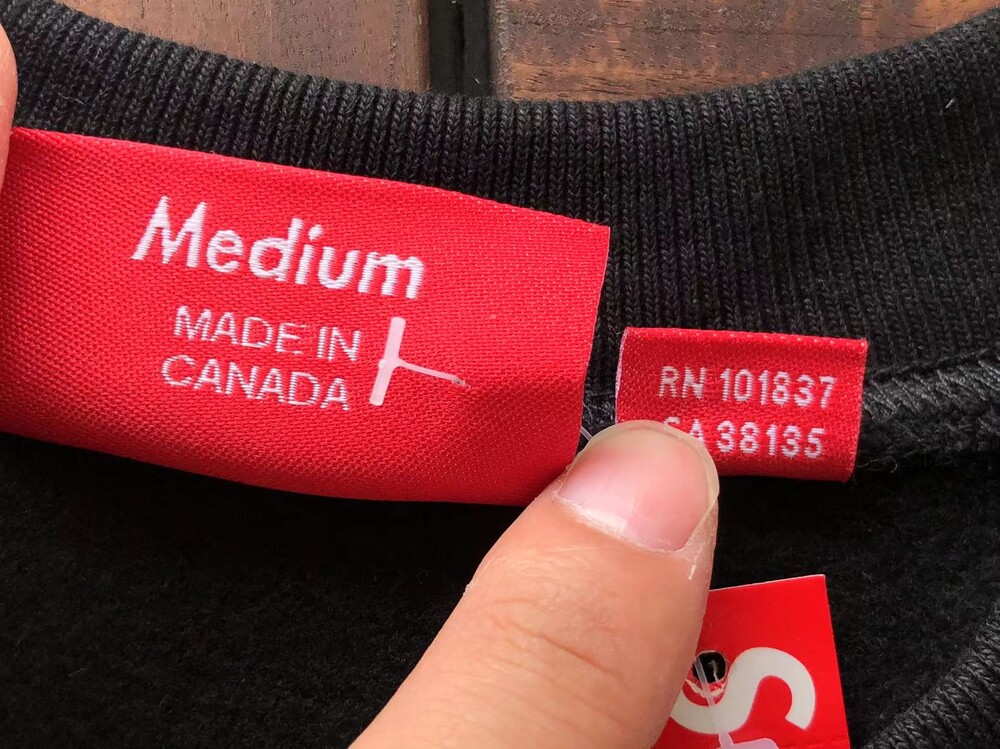 Medium
MADE IN
CANADA
RN 101837
CA 38135
S